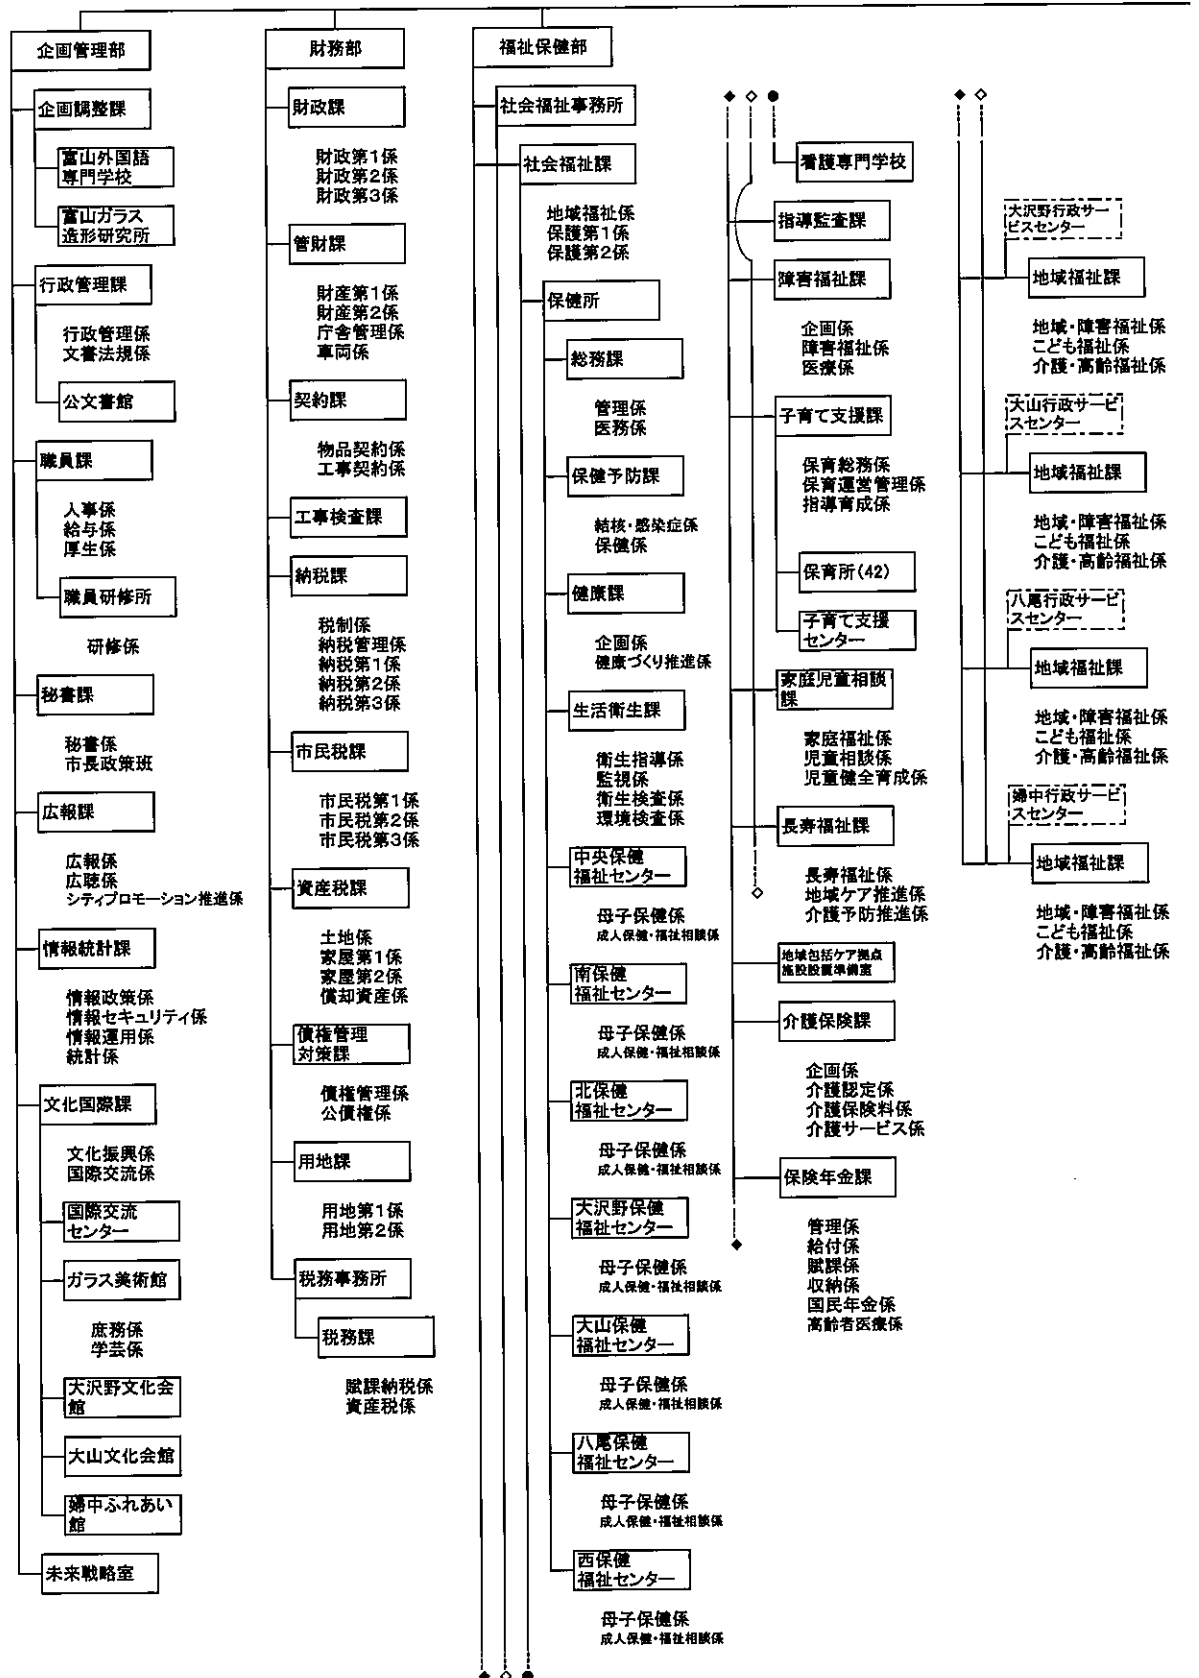 企画管理部
企画調整課
富山外国語
専門学校
富山ガラス
造形研究所
行政管理課
行政管理係
文書法規係
公文書館
職員課
人事係
給与係
厚生係
職員研修所
研修係
秘書課
秘書係
市長政策班
広報課
広報係
広聴係
シティプロモーション推進係
情報統計課
情報政策係
情報セキュリティ係
情報運用係
統計係
文化国際課
文化振興係
国際交流係
国際交流
センター
ガラス美術館
庶務係
学芸係
大沢野文化会
館
大山文化会館
婦中ふれあい
館
未来戦略室
財務部
財政課
財政第1係
財政第2係
財政第3係
管財課
財産第1係
財産第2係
庁舎管理係
車両係
契約課
物品契約係
工事契約係
工事検査課
納税課
税制係
納税管理係
納税第1係
納税第2係
納税第3係
市民税課
市民税第1係
市民税第2係
市民税第3係
資産税課
土地係
家屋第1係
家屋第2係
償却資産係
債権管理
対策課
債権管理係
公債権係
用地課
用地第1係
用地第2係
税務事務所
税務課
賦課納税係
資産税係
福祉保健部
社会福祉事務所
社会福祉課
地域福祉係
保護第1係
保護第2係
保健所
総務課
管理係
医務係
保健予防課
結核・感染症係
保健係
健康課
企画係
健康づくり推進係
生活衛生課
衛生指導係
監視係
衛生検査係
環境検査係
中央保健
福祉センター
母子保健係
成人保健・福祉相談係
南保健
福祉センター
母子保健係
成人保健・福祉相談係
北保健
福祉センター
母子保健係
成人保健・福祉相談係
大沢野保健
福祉センター
母子保健係
成人保健・福祉相談係
大山保健
福祉センター
母子保健係
成人保健・福祉相談係
八尾保健
福祉センター
母子保健係
成人保健・福祉相談係
西保健
福祉センター
母子保健係
成人保健・福祉相談係
看護専門学校
指導監査課
障害福祉課
企画係
障害福祉係
医療係
子育て支援課
保育総務係
保育運営管理係
指導育成係
保育所(42)
子育て支援
センター
家庭児童相談
課
家庭福祉係
児童相談係
児童健全育成係
長寿福祉課
長寿福祉係
地域ケア推進係
介護予防推進係
地域包括ケア拠点
施設設置準備室
介護保険課
企画係
介護認定係
介護保険料係
介護サービス係
保険年金課
管理係
給付係
賦課係
収納係
国民年金係
高齢者医療係
大沢野行政サー
ビスセンター
地域福祉課
地域・障害福祉係
こども福祉係
介護・高齢福祉係
大山行政サービ
スセンター
地域福祉課
地域・障害福祉係
こども福祉係
介護・高齢福祉係
八尾行政サービ
スセンター
地域福祉課
地域・障害福祉係
こども福祉係
介護・高齢福祉係
婦中行政サービ
スセンター
地域福祉課
地域・障害福祉係
こども福祉係
介護・高齢福祉係